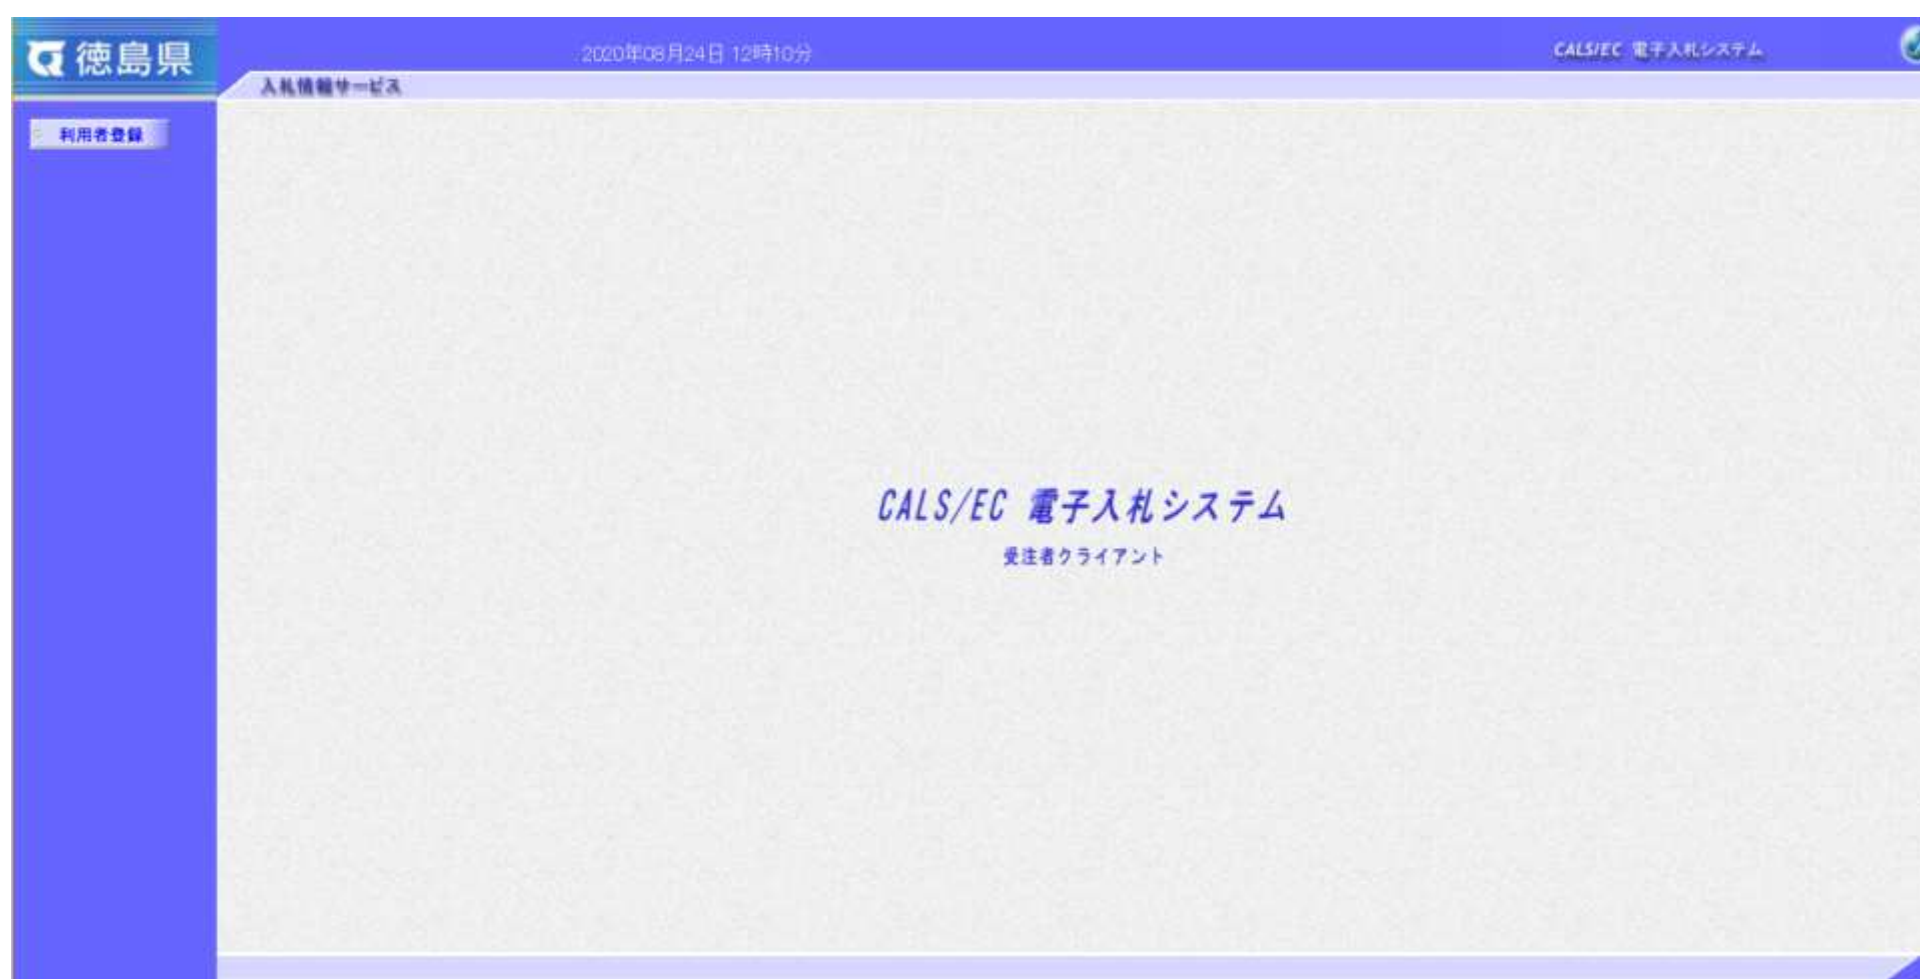 徳島県
2020年08月24日 12時10分
CALS/EC 電子入札システム
入札情報サービス
利用者登録
CALS/EC 電子入札システム
受注者クライアント